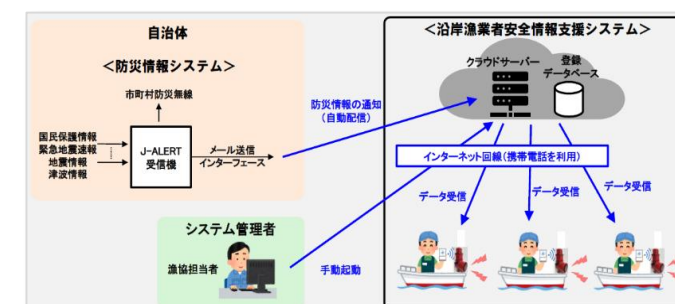 自治体
＜防災情報システム＞
市町村防災無線
国民保護情報
緊急地震速報
地震情報
津波情報
J-ALERT
受信機
メール送信
インターフェース
防災情報の通知
（自動配信）
システム管理者
漁協担当者
手動起動
＜沿岸漁業者安全情報支援システム＞
クラウドサーバー
登録
データベース
インターネット回線（携帯電話を利用）
データ受信
データ受信
データ受信